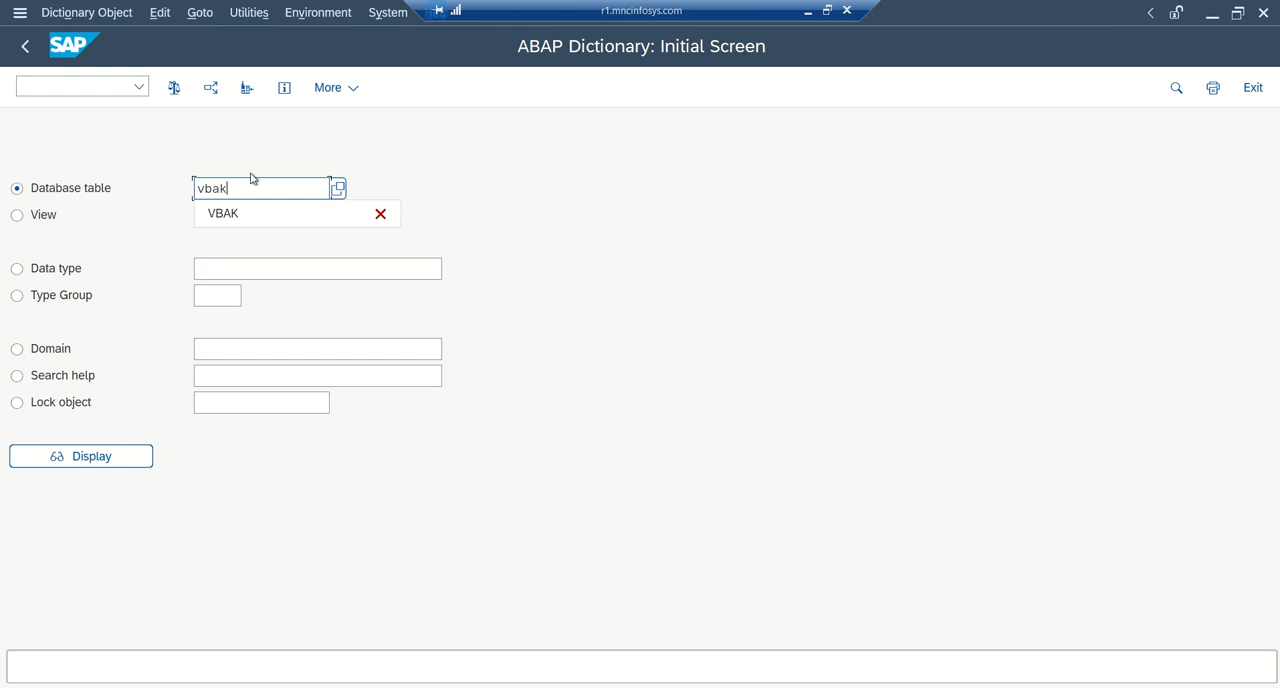 Dictionary Object Edit Goto Utilities Environment System r1.mncinfosys.com
SAP ABAP Dictionary: Initial Screen
More Exit
Database table vbak
View VBAK
Data type
Type Group
Domain
Search help
Lock object
Display